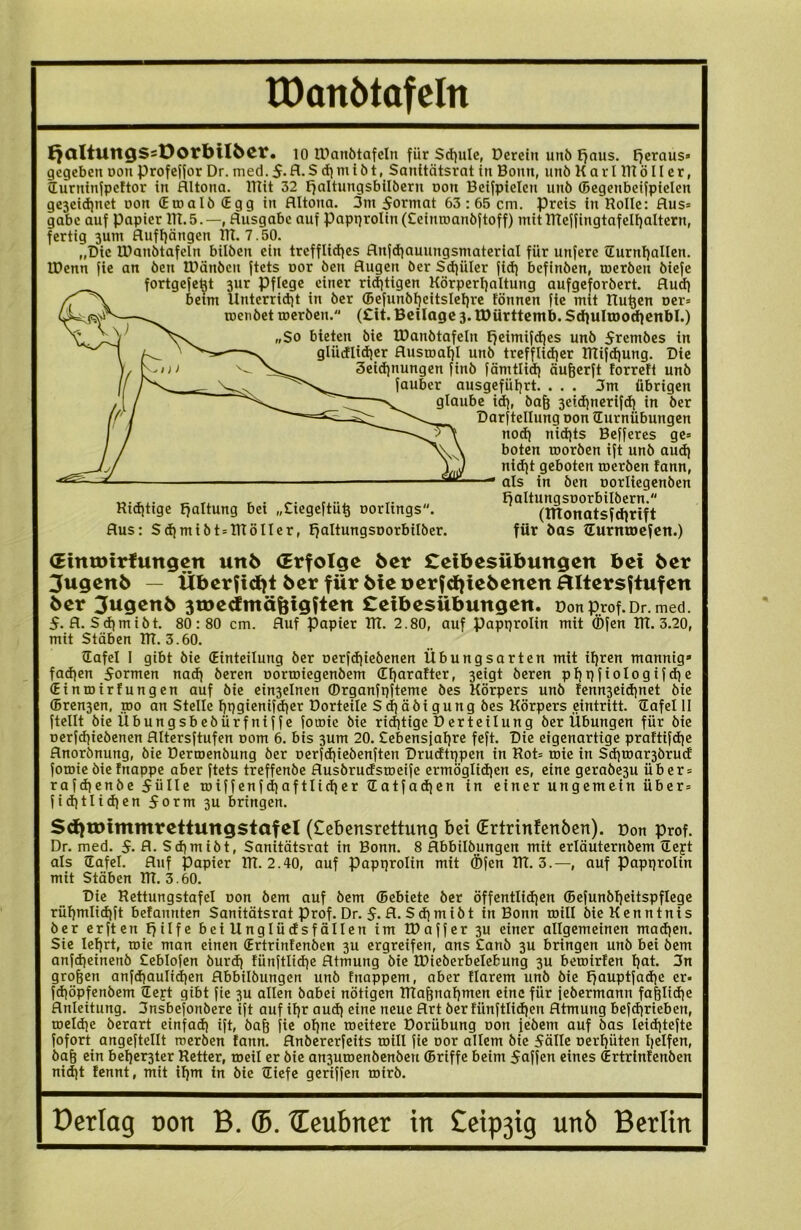 Wandtafeln
Haltungs=Vorbilder. 10 Wandtafeln für Schule, Verein und Haus. Heraus=
gegeben von Professor Dr. med. F. A. Schmidt, Sanitätsrat in Bonn, und Karl Möller,
Turninspektor in Altona. Mit 32 Haltungsbildern von Beispielen und Gegenbeispielen
gezeichnet von Ewald Egg in Altona. Im Format 63 : 65 cm. Preis in Rolle: Aus=
gabe auf Papier M. 5.—, Ausgabe auf Papyrolin (Leinwandstoff) mit Messingtafelhaltern,
fertig zum Aufhängen M. 7.50.
„Die Wandtafeln bilden ein treffliches Anschauungsmaterial für unsere Turnhallen.
Wenn sie an den Wänden stets vor den Augen der Schüler sich befinden, werden diese
fortgesetzt zur Pflege einer richtigen Körperhaltung aufgefordert. Auch
beim Unterricht in der Gesundheitslehre können sie mit Nutzen ver=
wendet werden." (Lit. Beilage 3. Württemb. Schulwochenbl.)
„So bieten die Wandtafeln Heimisches und Fremdes in
glücklicher Auswahl und trefflicher Mischung. Die
Zeichnungen sind sämtlich äußerst korrekt und
sauber ausgeführt. . . . Im übrigen
glaube ich, daß zeichnerisch in der
Darstellung von Turnübungen
noch nichts Besseres ge=
boten worden ist und auch
nicht geboten werden kann,
als in den vorliegenden
Haltungsvorbildern."
(Monatsschrift
für das Turnwesen.)
Richtige Haltung bei „Liegestütz vorlings".
Aus: Schmidt=Möller, Haltungsvorbilder.
Einwirkungen und Erfolge der Leibesübungen bei der
Jugend — Übersicht der für die verschiedenen Altersstufen
der Jugend zweckmäßigsten Leibesübungen. Von Prof. Dr. med.
F. A. Schmidt. 80 : 80 cm. Auf Papier M. 2.80, auf Papyrolin mit Ösen M. 3.20,
mit Stäben M. 3.60.
Tafel I gibt die Einteilung der verschiedenen Übungsarten mit ihren mannig=
fachen Formen nach deren vorwiegendem Charakter, zeigt deren physiologische
Einwirkungen auf die einzelnen Organsysteme des Körpers und kennzeichnet die
Grenzen, wo an Stelle hygienischer Vorteile Schädigung des Körpers eintritt. Tafel II
stellt die Übungsbedürfnisse sowie die richtige Verteilung der Übungen für die
verschiedenen Altersstufen vom 6. bis zum 20. Lebensjahre fest. Die eigenartige praktische
Anordnung, die Verwendung der verschiedensten Drucktypen in Rot= wie in Schwarzdruck
sowie die knappe aber stets treffende Ausdrucksweise ermöglichen es, eine geradezu über=
raschende Fülle wissenschaftlicher Tatsachen in einer ungemein über=
sichtlichen Form zu bringen.
Schwimmrettungstafel (Lebensrettung bei Ertrinkenden). Von Prof.
Dr. med. F. A. Schmidt, Sanitätsrat in Bonn. 8 Abbildungen mit erläuterndem Text
als Tafel. Auf Papier M. 2.40, auf Papyrolin mit Ösen M. 3.—, auf Papyrolin
mit Stäben M. 3.60.
Die Rettungstafel von dem auf dem Gebiete der öffentlichen Gesundheitspflege
rühmlichst bekannten Sanitätsrat Prof. Dr. F. A. Schmidt in Bonn will die Kenntnis
der ersten Hilfe bei Unglücksfällen im Wasser zu einer allgemeinen machen.
Sie lehrt, wie man einen Ertrinkenden zu ergreifen, ans Land zu bringen und bei dem
anscheinend Leblosen durch künstliche Atmung die Wiederbelebung zu bewirken hat. In
großen anschaulichen Abbildungen und knappem, aber klarem und die Hauptsache er=
schöpfendem Text gibt sie zu allen dabei nötigen Maßnahmen eine für jedermann faßliche
Anleitung. Insbesondere ist auf ihr auch eine neue Art der künstlichen Atmung beschrieben,
welche derart einfach ist, daß sie ohne weitere Vorübung von jedem auf das leichteste
sofort angestellt werden kann. Andererseits will sie vor allem die Fälle verhüten helfen,
daß ein beherzter Retter, weil er die anzuwendenden Griffe beim Fassen eines Ertrinkenden
nicht kennt, mit ihm in die Tiefe gerissen wird.
Verlag von B. G. Teubner in Leipzig und Berlin